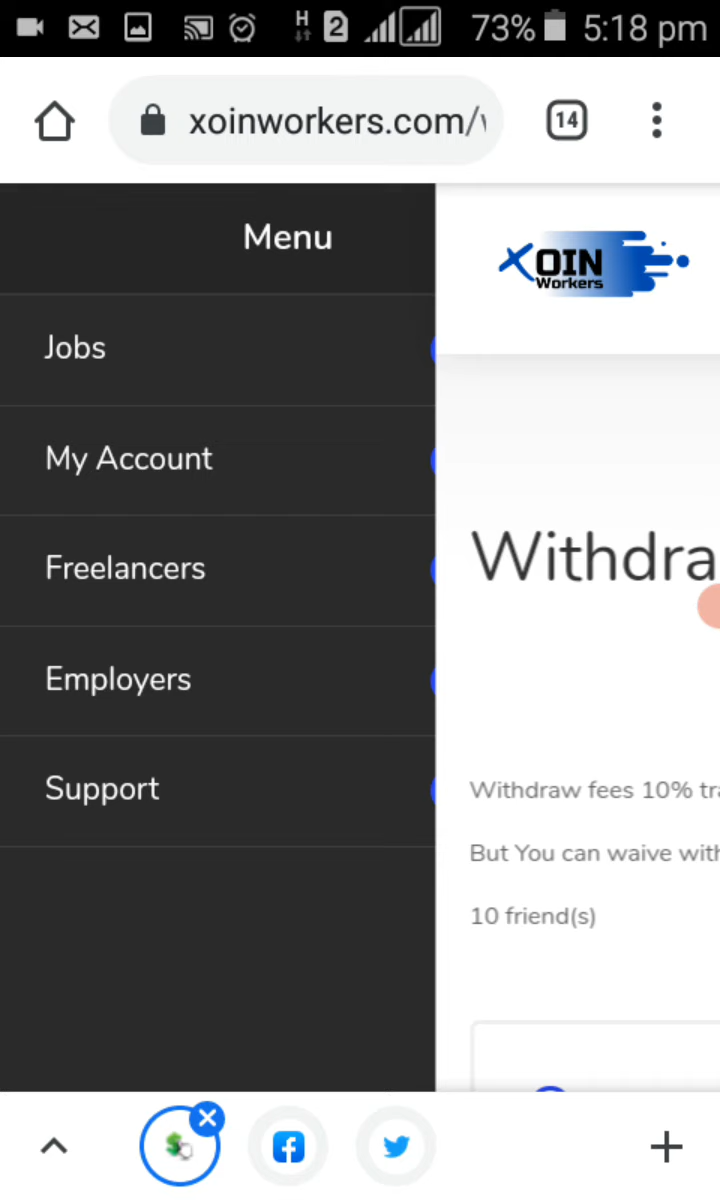 H 2 73% 5:18 pm
xoinworkers.com/
14
Menu
XOIN
Workers
Jobs
My Account
Freelancers
Employers
Support
Withdra
Withdraw fees 10% tra
But You can waive with
10 friend(s)